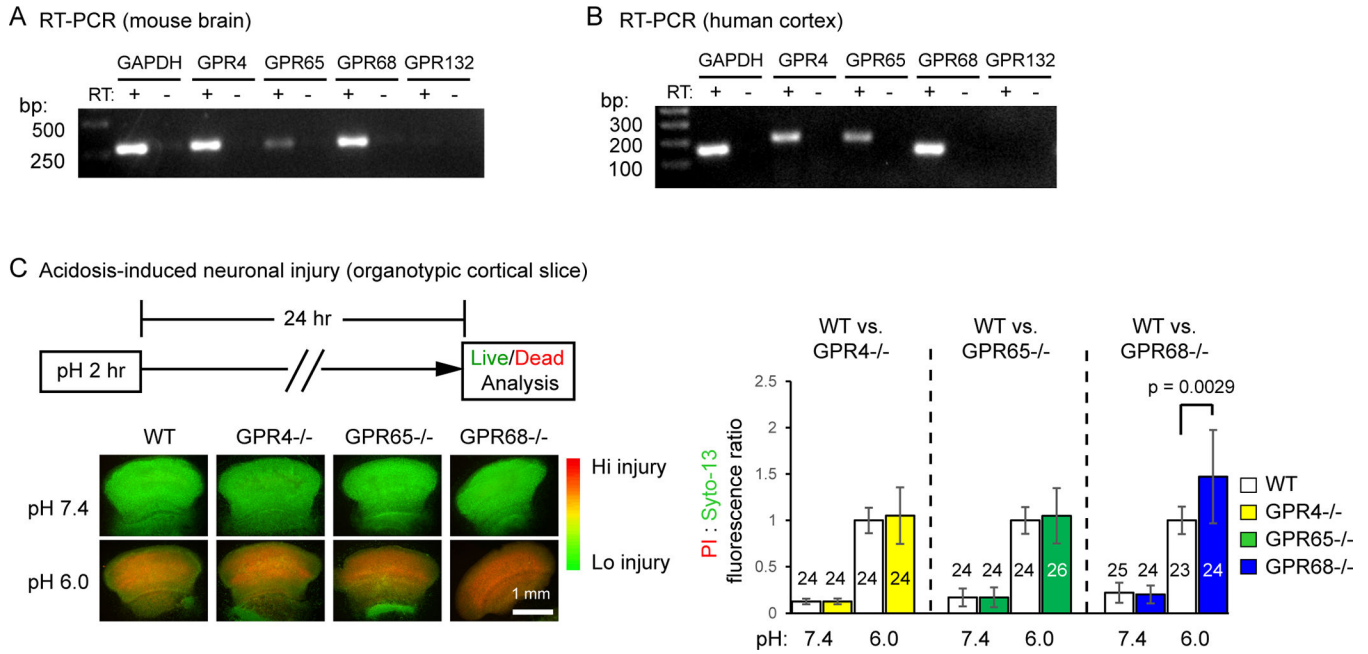 A RT-PCR (mouse brain)
GAPDH GPR4 GPR65 GPR68 GPR132
RT: + - + - + - + - + -
bp:
500
250
B RT-PCR (human cortex)
GAPDH GPR4 GPR65 GPR68 GPR132
RT: + - + - + - + - + -
bp:
300
200
100
C Acidosis-induced neuronal injury (organotypic cortical slice)
24 hr
pH 2 hr
Live/Dead
Analysis
WT GPR4-/- GPR65-/- GPR68-/-
pH 7.4
pH 6.0
1 mm
Hi injury
Lo injury
WT vs. GPR4-/-
WT vs. GPR65-/-
WT vs. GPR68-/-
p = 0.0029
PI : Syto-13
fluorescence ratio
2.5
2
1.5
1
0.5
0
24 24 24 24 24 24 24 26 25 24 23 24
pH: 7.4 6.0 7.4 6.0 7.4 6.0
WT
GPR4-/-
GPR65-/-
GPR68-/-